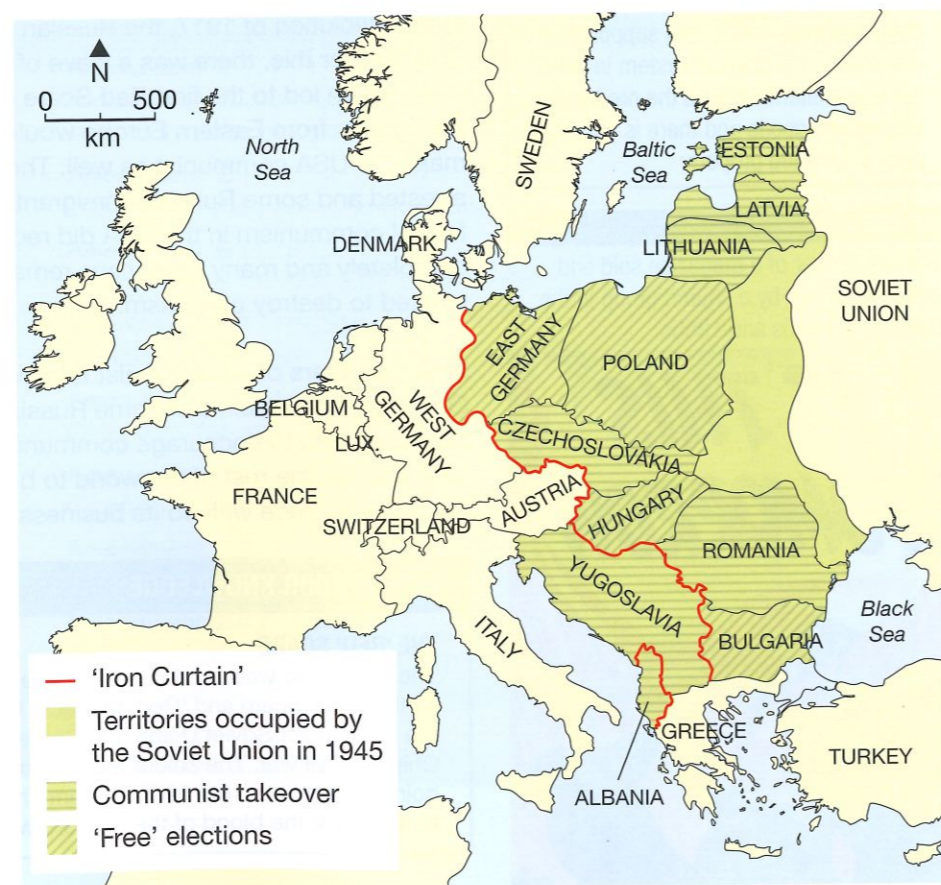 N
0 500
km
North
Sea
SWEDEN
Baltic
Sea
ESTONIA
LATVIA
LITHUANIA
DENMARK
SOVIET
UNION
EAST
GERMANY
POLAND
WEST
GERMANY
BELGIUM
LUX.
CZECHOSLOVAKIA
FRANCE
AUSTRIA
HUNGARY
SWITZERLAND
ROMANIA
YUGOSLAVIA
ITALY
BULGARIA
Black
Sea
GREECE
TURKEY
ALBANIA
‘Iron Curtain’
Territories occupied by
the Soviet Union in 1945
Communist takeover
‘Free’ elections